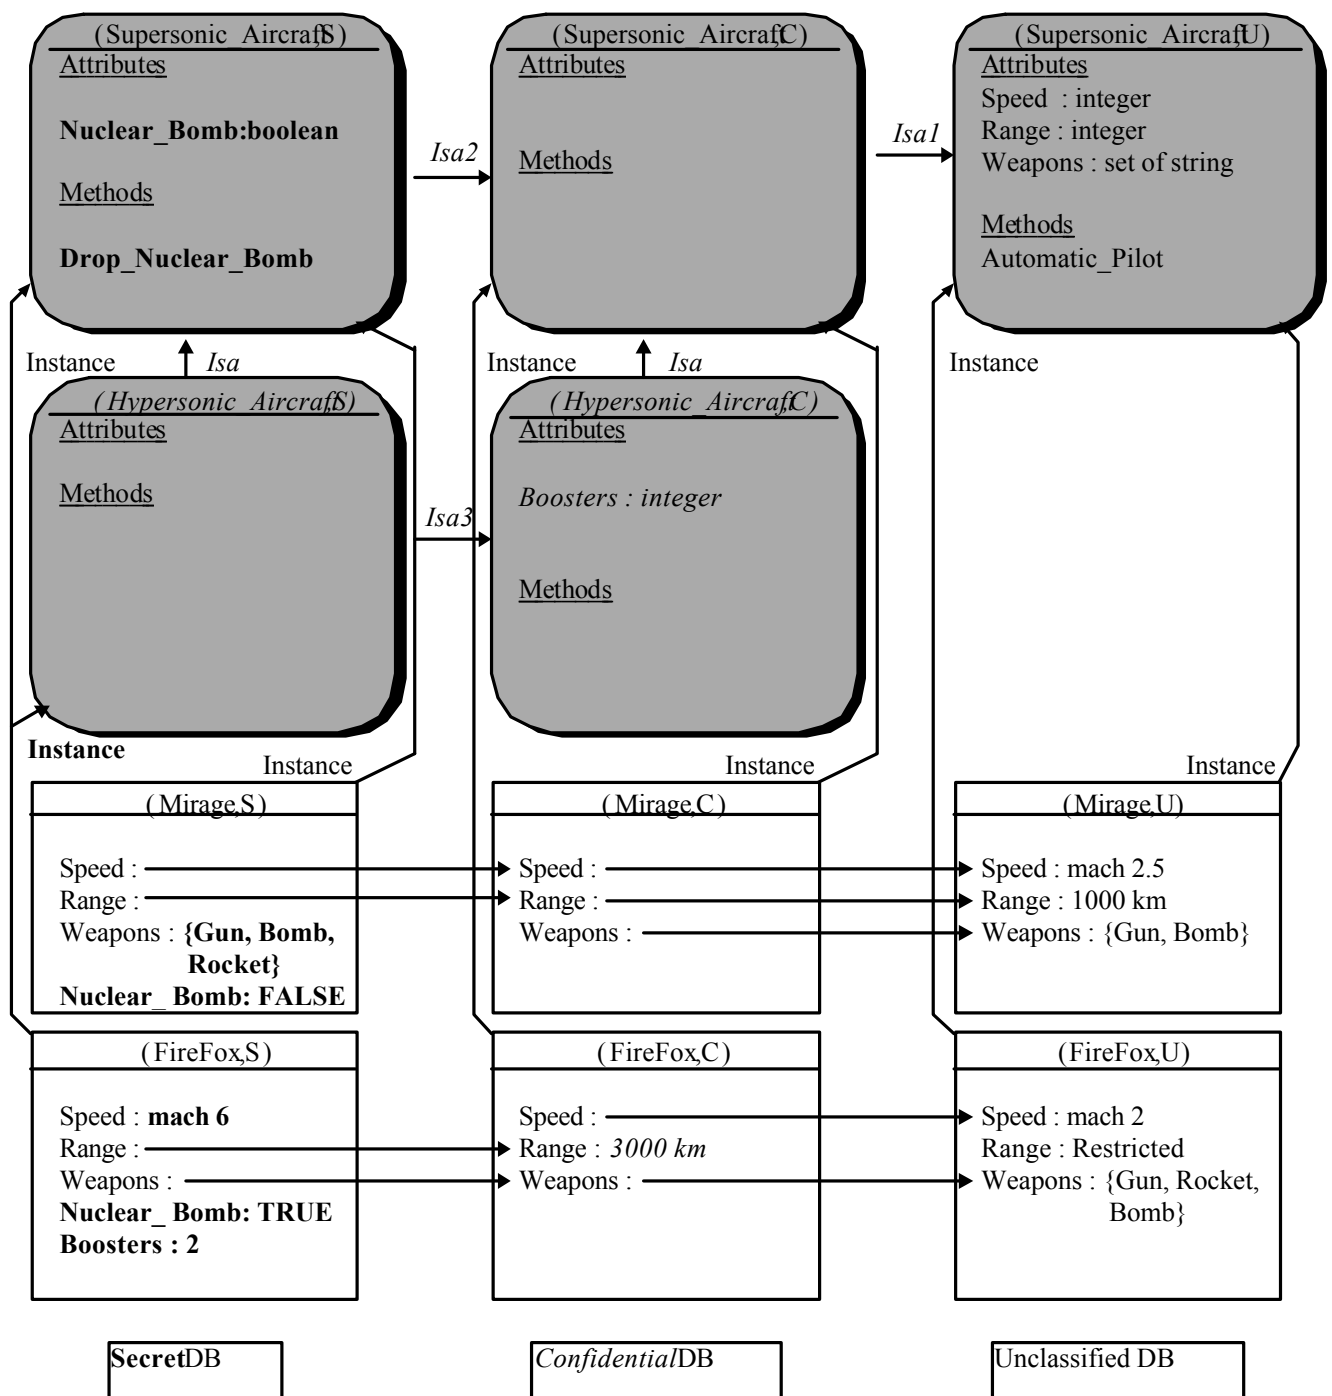 (Supersonic_Aircraft,S)
Attributes
Nuclear_Bomb:boolean
Methods
Drop_Nuclear_Bomb
Isa2
(Supersonic_Aircraft,C)
Attributes
Methods
Isa1
(Supersonic_Aircraft,U)
Attributes
Speed : integer
Range : integer
Weapons : set of string
Methods
Automatic_Pilot
Instance
Isa
Instance
Isa
Instance
(Hypersonic_Aircraft,S)
Attributes
Methods
Isa3
(Hypersonic_Aircraft,C)
Attributes
Boosters : integer
Methods
Instance
Instance
Instance
Instance
(Mirage,S)
Speed :
Range :
Weapons : {Gun, Bomb,
Rocket}
Nuclear_ Bomb: FALSE
(Mirage,C)
Speed :
Range :
Weapons :
(Mirage,U)
Speed : mach 2.5
Range : 1000 km
Weapons : {Gun, Bomb}
(FireFox,S)
Speed : mach 6
Range :
Weapons :
Nuclear_ Bomb: TRUE
Boosters : 2
(FireFox,C)
Speed :
Range : 3000 km
Weapons :
(FireFox,U)
Speed : mach 2
Range : Restricted
Weapons : {Gun, Rocket,
Bomb}
SecretDB
ConfidentialDB
Unclassified DB